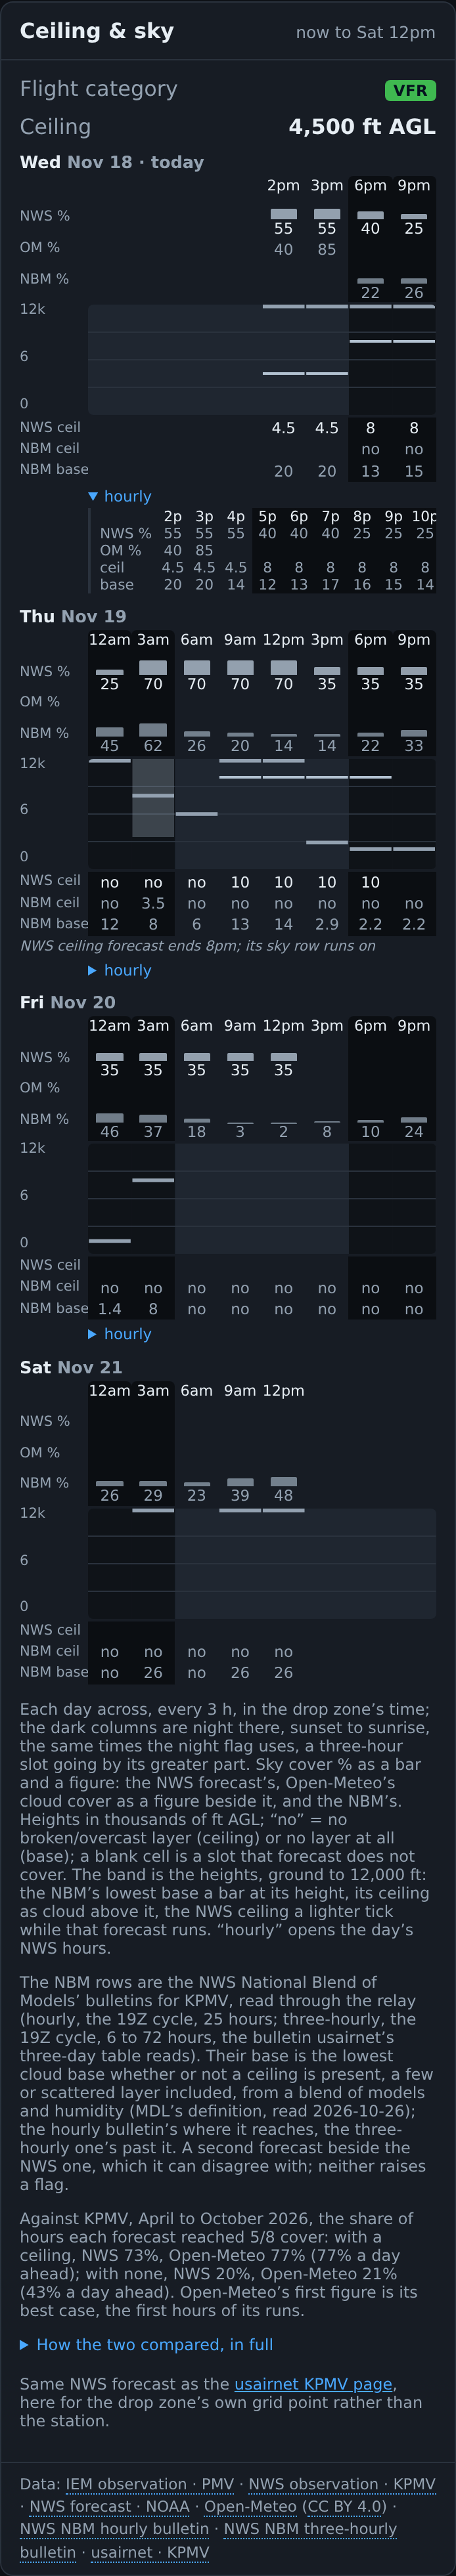 Ceiling & sky now to Sat 12pm
Flight category VFR
Ceiling 4,500 ft AGL
Wed Nov 18 · today
2pm 3pm 6pm 9pm
NWS % 55 55 40 25
OM % 40 85
NBM % 22 26
12k
6
0
NWS ceil 4.5 4.5 8 8
NBM ceil no no
NBM base 20 20 13 15
▼ hourly
2p 3p 4p 5p 6p 7p 8p 9p 10p
NWS % 55 55 55 40 40 40 25 25 25
OM % 40 85
ceil 4.5 4.5 4.5 8 8 8 8 8 8
base 20 20 14 12 13 17 16 15 14
Thu Nov 19
12am 3am 6am 9am 12pm 3pm 6pm 9pm
NWS % 25 70 70 70 70 35 35 35
OM %
NBM % 45 62 26 20 14 14 22 33
12k
6
0
NWS ceil no no no 10 10 10 10
NBM ceil no 3.5 no no no no no no
NBM base 12 8 6 13 14 2.9 2.2 2.2
NWS ceiling forecast ends 8pm; its sky row runs on
▶ hourly
Fri Nov 20
12am 3am 6am 9am 12pm 3pm 6pm 9pm
NWS % 35 35 35 35 35
OM %
NBM % 46 37 18 3 2 8 10 24
12k
6
0
NWS ceil
NBM ceil no no no no no no no no
NBM base 1.4 8 no no no no no no
▶ hourly
Sat Nov 21
12am 3am 6am 9am 12pm
NWS %
OM %
NBM % 26 29 23 39 48
12k
6
0
NWS ceil
NBM ceil no no no no no
NBM base no 26 no 26 26
Each day across, every 3 h, in the drop zone’s time;
the dark columns are night there, sunset to sunrise,
the same times the night flag uses, a three-hour
slot going by its greater part. Sky cover % as a bar
and a figure: the NWS forecast’s, Open-Meteo’s
cloud cover as a figure beside it, and the NBM’s.
Heights in thousands of ft AGL; “no” = no
broken/overcast layer (ceiling) or no layer at all
(base); a blank cell is a slot that forecast does not
cover. The band is the heights, ground to 12,000 ft:
the NBM’s lowest base a bar at its height, its ceiling
as cloud above it, the NWS ceiling a lighter tick
while that forecast runs. “hourly” opens the day’s
NWS hours.
The NBM rows are the NWS National Blend of
Models’ bulletins for KPMV, read through the relay
(hourly, the 19Z cycle, 25 hours; three-hourly, the
19Z cycle, 6 to 72 hours, the bulletin usairnet’s
three-day table reads). Their base is the lowest
cloud base whether or not a ceiling is present, a few
or scattered layer included, from a blend of models
and humidity (MDL’s definition, read 2026-10-26);
the hourly bulletin’s where it reaches, the three-
hourly one’s past it. A second forecast beside the
NWS one, which it can disagree with; neither raises
a flag.
Against KPMV, April to October 2026, the share of
hours each forecast reached 5/8 cover: with a
ceiling, NWS 73%, Open-Meteo 77% (77% a day
ahead); with none, NWS 20%, Open-Meteo 21%
(43% a day ahead). Open-Meteo’s first figure is its
best case, the first hours of its runs.
▶ How the two compared, in full
Same NWS forecast as the usairnet KPMV page,
here for the drop zone’s own grid point rather than
the station.
Data: IEM observation · PMV · NWS observation · KPMV
· NWS forecast · NOAA · Open-Meteo (CC BY 4.0) ·
NWS NBM hourly bulletin · NWS NBM three-hourly
bulletin · usairnet · KPMV